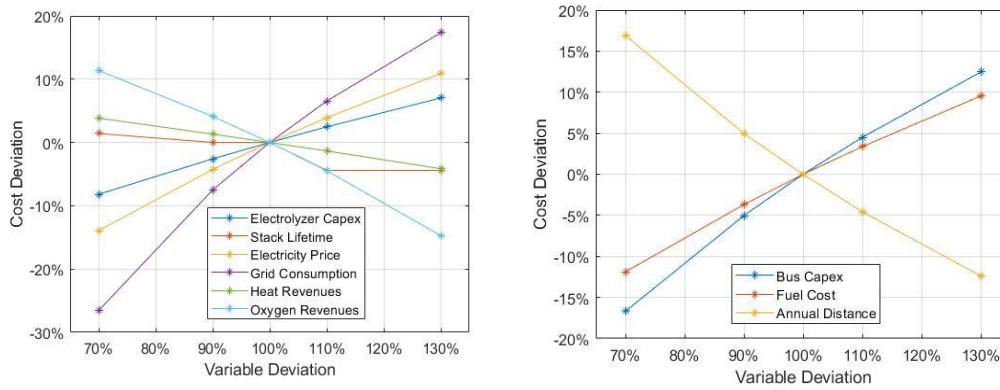 20%
10%
0%
-10%
-20%
-30%
Cost Deviation
70% 80% 90% 100% 110% 120% 130%
Variable Deviation
Electrolyzer Capex
Stack Lifetime
Electricity Price
Grid Consumption
Heat Revenues
Oxygen Revenues
20%
15%
10%
5%
0%
-5%
-10%
-15%
-20%
Cost Deviation
70% 80% 90% 100% 110% 120% 130%
Variable Deviation
Bus Capex
Fuel Cost
Annual Distance